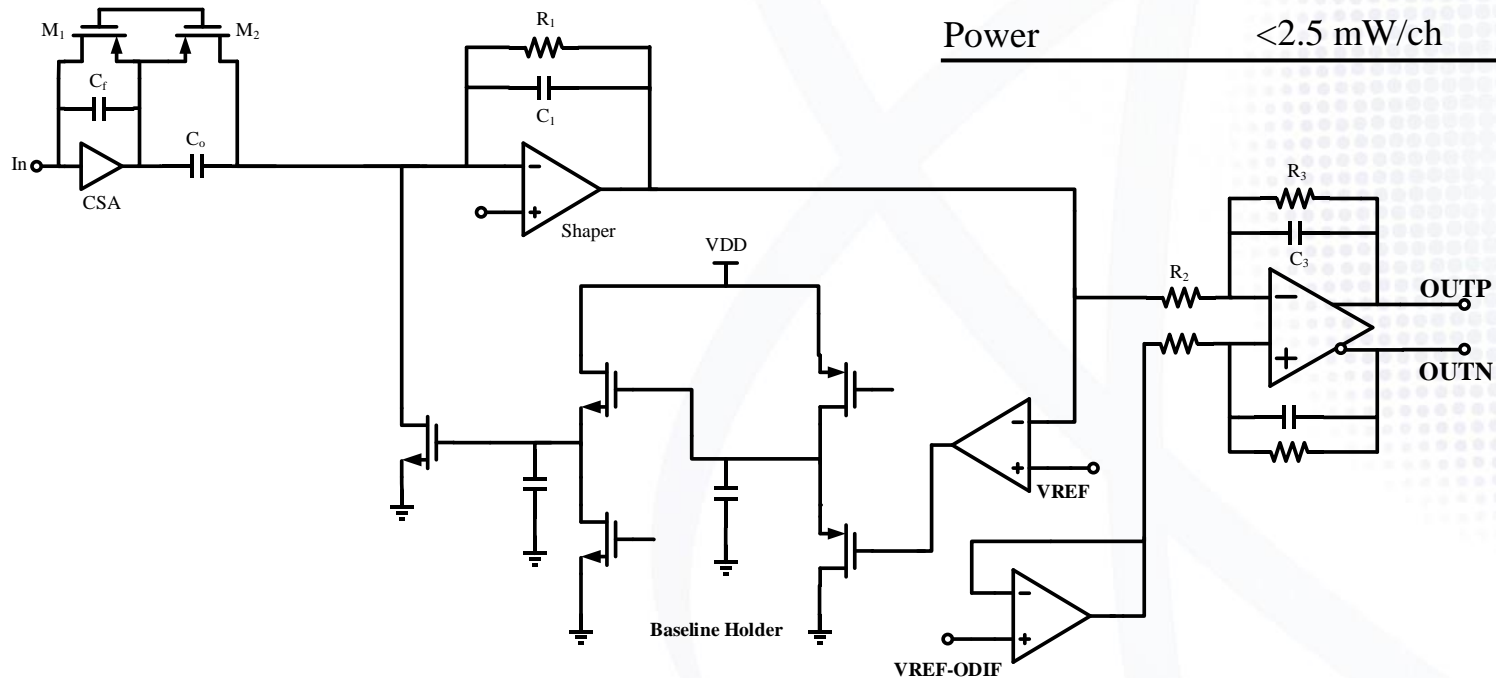 Power <2.5 mW/ch
M1
M2
Cf
Co
In
CSA
R1
C1
-
+
Shaper
VDD
R3
C3
R2
-
+
OUTP
OUTN
-
+
VREF
-
+
VREF-ODIF
Baseline Holder